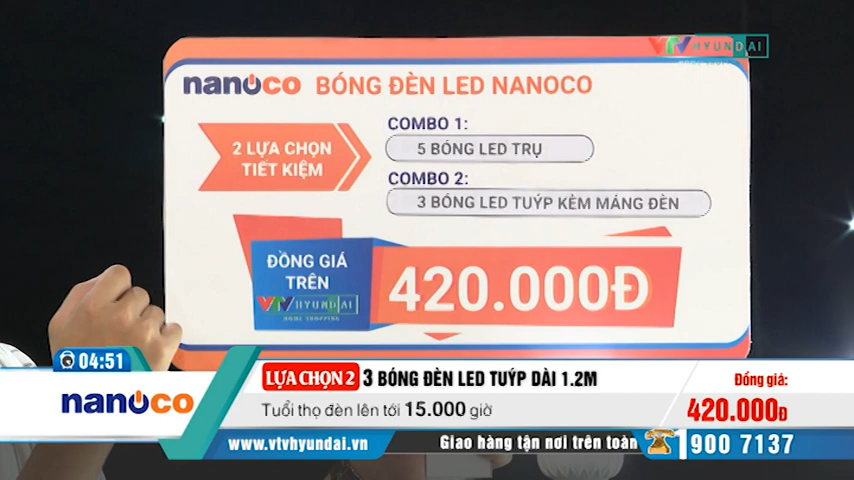 VTV HYUNDAI
nanoco BÓNG ĐÈN LED NANOCO
2 LỰA CHỌN
TIẾT KIỆM
COMBO 1:
5 BÓNG LED TRỤ
COMBO 2:
3 BÓNG LED TUÝP KÈM MÁNG ĐÈN
ĐỒNG GIÁ
TRÊN
VTV HYUNDAI
HOME SHOPPING
420.000Đ
04:51
nanoco
LỰA CHỌN 2 3 BÓNG ĐÈN LED TUÝP DÀI 1.2M
Tuổi thọ đèn lên tới 15.000 giờ
Đồng giá:
420.000Đ
www.vtvhyundai.vn
Giao hàng tận nơi trên toàn
1900 7137